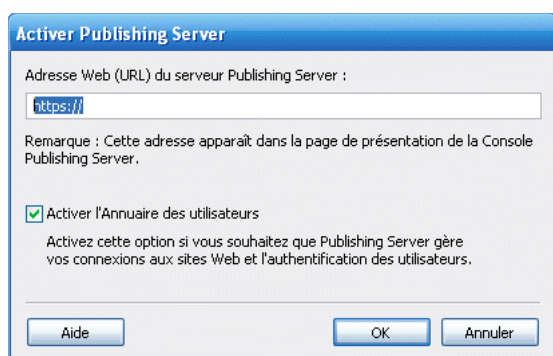 Activer Publishing Server
Adresse Web (URL) du serveur Publishing Server :
https://
Remarque : Cette adresse apparaît dans la page de présentation de la Console
Publishing Server.
Activer l'Annuaire des utilisateurs
Activez cette option si vous souhaitez que Publishing Server gère
vos connexions aux sites Web et l'authentification des utilisateurs.
Aide
OK
Annuler